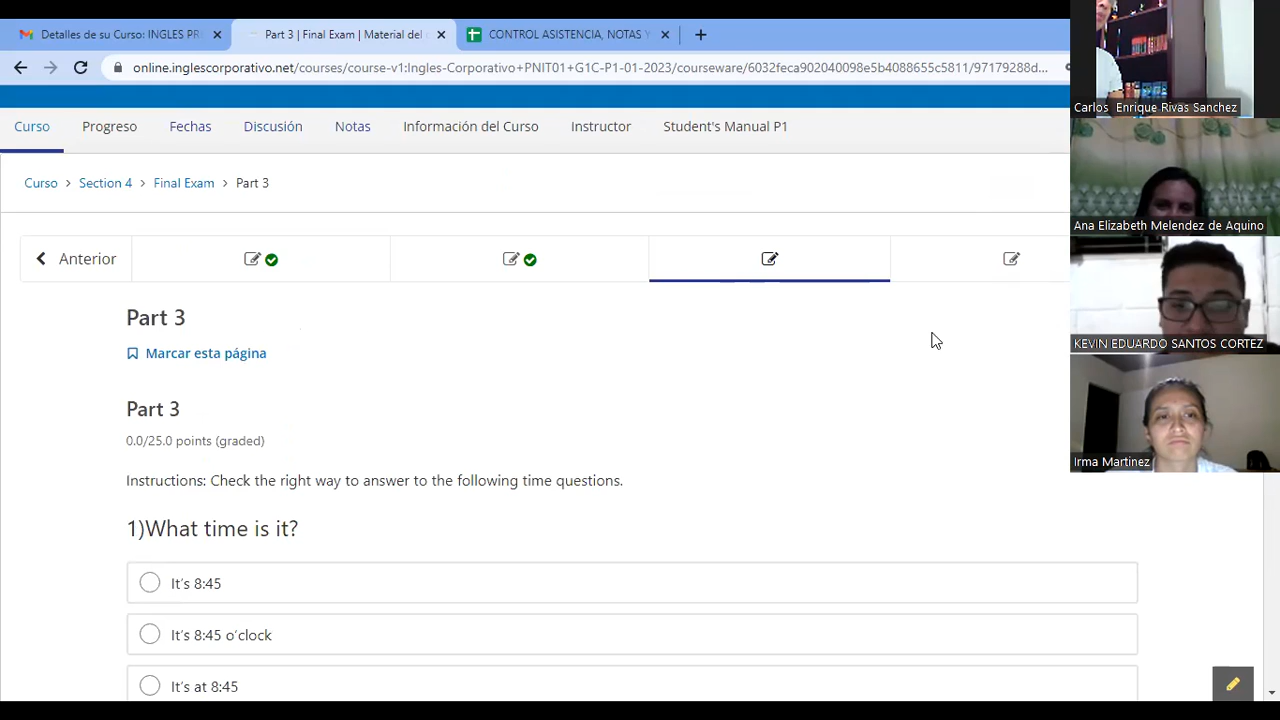 Detalles de su Curso: INGLES PR
Part 3 | Final Exam | Material del
CONTROL ASISTENCIA, NOTAS Y
online.inglescorporativo.net/courses/course-v1:Ingles-Corporativo+PNIT01+G1C-P1-01-2023/courseware/6032feca902040098e5b4088655c5811/97179288d...
Curso Progreso Fechas Discusión Notas Información del Curso Instructor Student's Manual P1
Curso > Section 4 > Final Exam > Part 3
Anterior
Part 3
Marcar esta página
Part 3
0.0/25.0 points (graded)
Instructions: Check the right way to answer to the following time questions.
1)What time is it?
It's 8:45
It's 8:45 o'clock
It's at 8:45
Carlos Enrique Rivas Sanchez
Ana Elizabeth Melendez de Aquino
KEVIN EDUARDO SANTOS CORTEZ
Irma Martinez